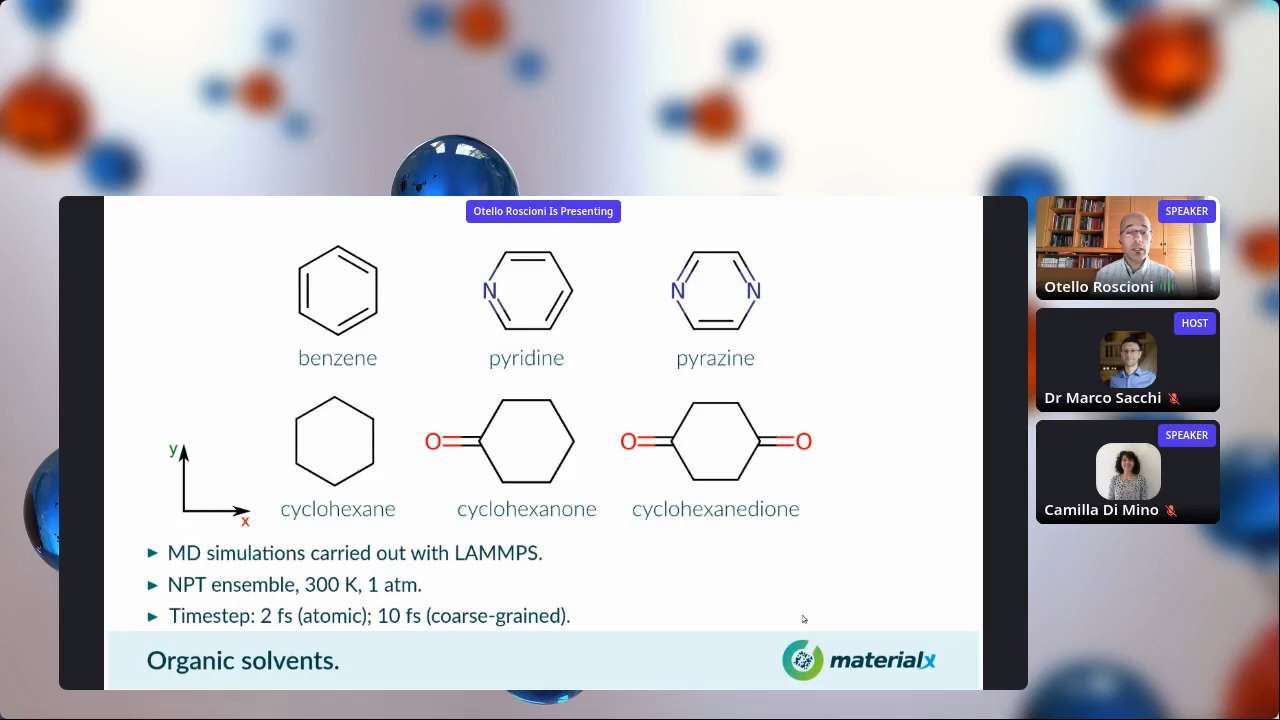 Otello Roscioni Is Presenting
SPEAKER
N
N
N
Otello Roscioni
benzene
pyridine
pyrazine
HOST
Dr Marco Sacchi
O
O
O
y
x
cyclohexane
cyclohexanone
cyclohexanedione
SPEAKER
Camilla Di Mino
► MD simulations carried out with LAMMPS.
► NPT ensemble, 300 K, 1 atm.
► Timestep: 2 fs (atomic); 10 fs (coarse-grained).
Organic solvents.
materialx